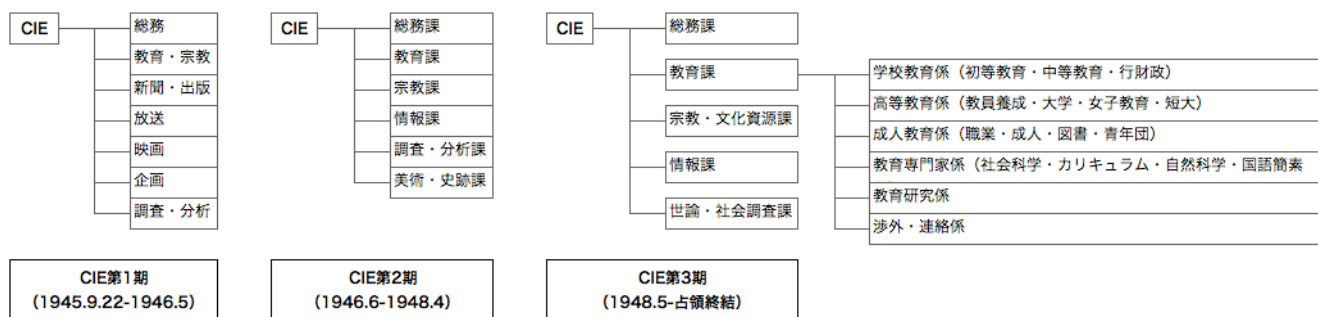 CIE
総務
教育・宗教
新聞・出版
放送
映画
企画
調査・分析
CIE第1期
（1945.9.22-1946.5）
CIE
総務課
教育課
宗教課
情報課
調査・分析課
美術・史跡課
CIE第2期
（1946.6-1948.4）
CIE
総務課
教育課
宗教・文化資源課
情報課
世論・社会調査課
学校教育係（初等教育・中等教育・行財政）
高等教育係（教員養成・大学・女子教育・短大）
成人教育係（職業・成人・図書・青年団）
教育専門家係（社会科学・カリキュラム・自然科学・国語簡素
教育研究係
渉外・連絡係
CIE第3期
（1948.5-占領終結）